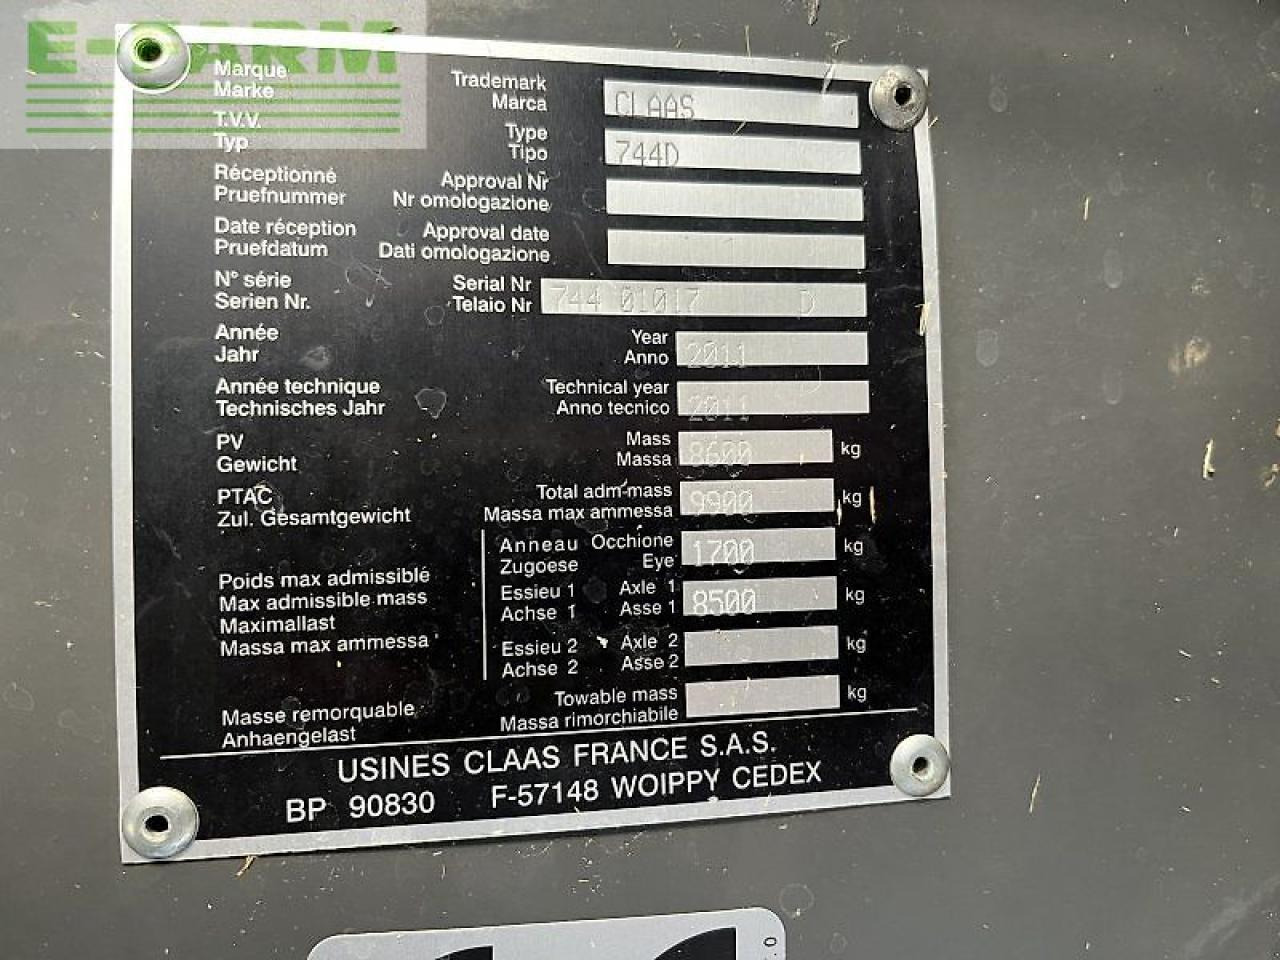 E-FARM
Marque Trademark CLAAS
Marke Marca
T.V.V. Type 744D
Typ Tipo
Réceptionné Approval Nr
Pruefnummer Nr omologazione
Date réception Approval date
Pruefdatum Dati omologazione
N° série Serial Nr 744 01017 D
Serien Nr. Telaio Nr
Année Year 2011
Jahr Anno
Année technique Technical year 2011
Technisches Jahr Anno tecnico
PV Mass 8600 kg
Gewicht Massa
PTAC Total adm-mass 9900 kg
Zul. Gesamtgewicht Massa max ammessa
Anneau Occhione 1700 kg
Zugoese Eye
Poids max admissible Essieu 1 Axle 1 8500 kg
Max admissible mass Achse 1 Asse 1
Maximallast Essieu 2 Axle 2 kg
Massa max ammessa Achse 2 Asse 2
Masse remorquable Towable mass kg
Anhaengelast Massa rimorchiabile
USINES CLAAS FRANCE S.A.S.
BP 90830 F-57148 WOIPPY CEDEX